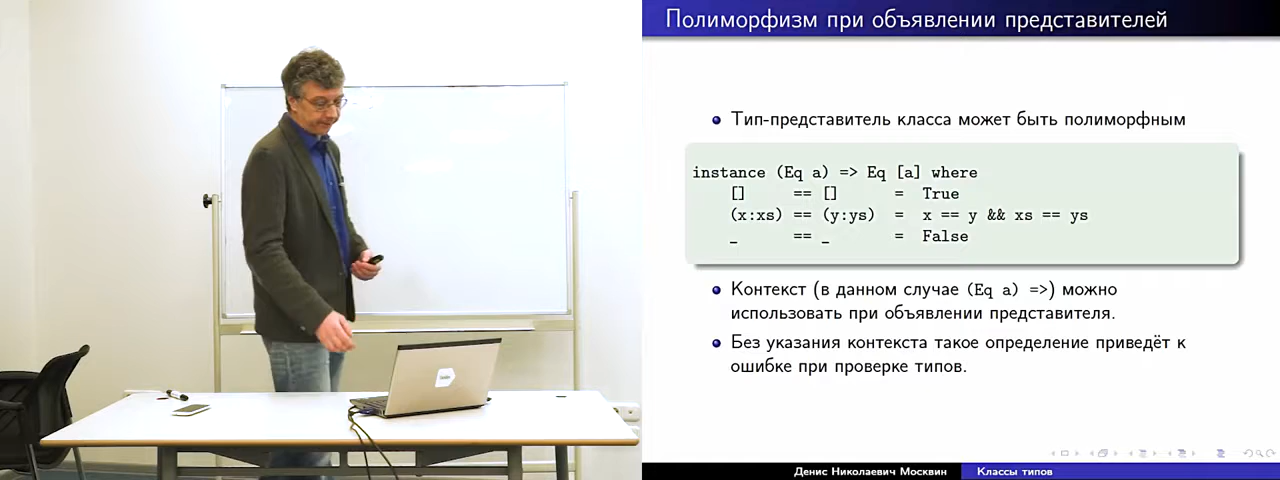 Полиморфизм при объявлении представителей
Тип-представитель класса может быть полиморфным
instance (Eq a) => Eq [a] where
[] == [] = True
(x:xs) == (y:ys) = x == y && xs == ys
_ == _ = False
Контекст (в данном случае (Eq a) =>) можно
использовать при объявлении представителя.
Без указания контекста такое определение приведёт к
ошибке при проверке типов.
Денис Николаевич Москвин Классы типов